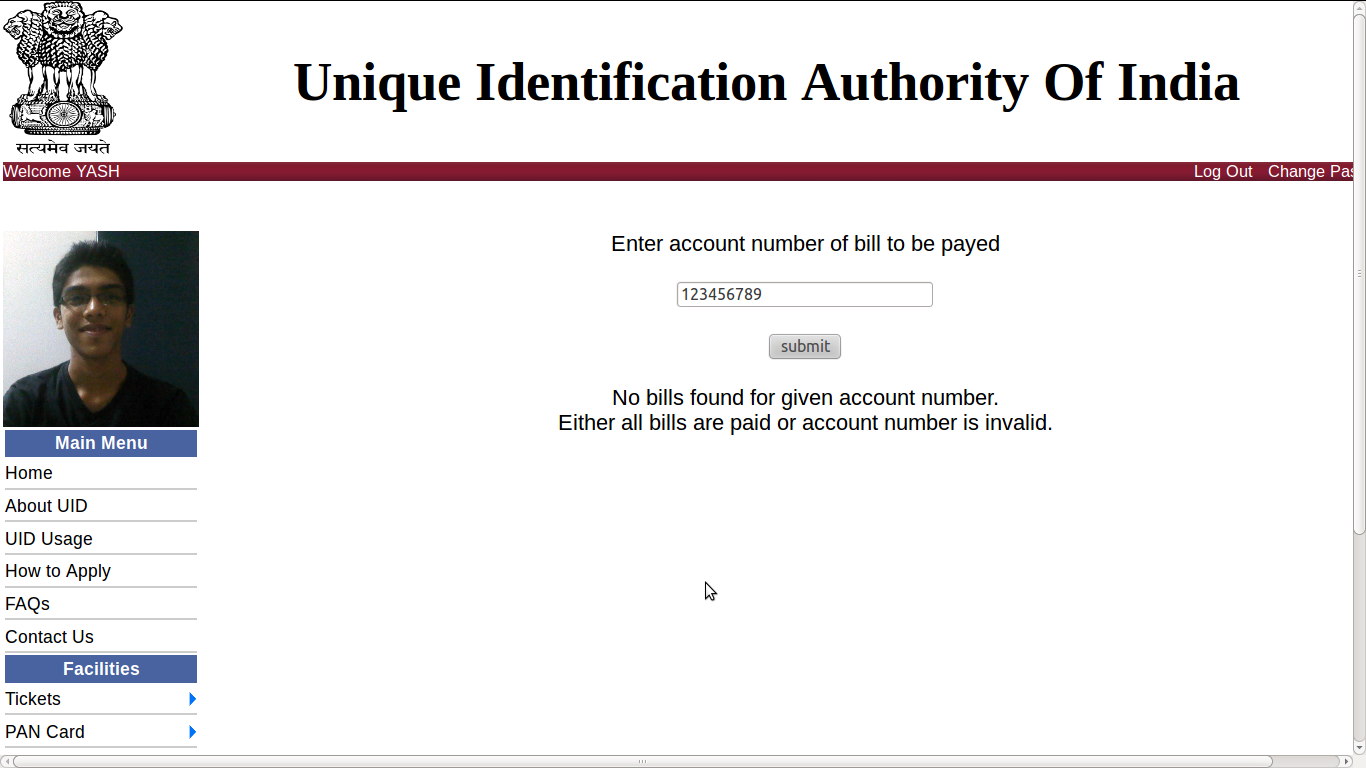 सत्यमेव जयते
Unique Identification Authority Of India
Welcome YASH
Log Out Change Pas
Enter account number of bill to be payed
123456789
submit
No bills found for given account number.
Either all bills are paid or account number is invalid.
Main Menu
Home
About UID
UID Usage
How to Apply
FAQs
Contact Us
Facilities
Tickets
PAN Card